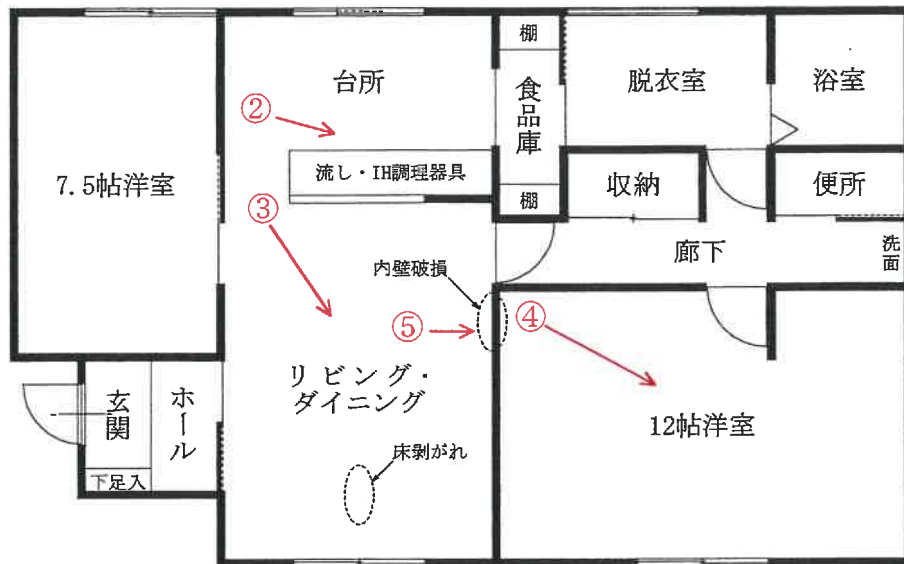 棚
台所
脱衣室
浴室
食品庫
②
流し・IH調理器具
7.5帖洋室
棚
収納
便所
③
廊下
洗面
内壁破損
⑤
④
リビング・
ダイニング
玄関
ホール
12帖洋室
床剥がれ
下足入